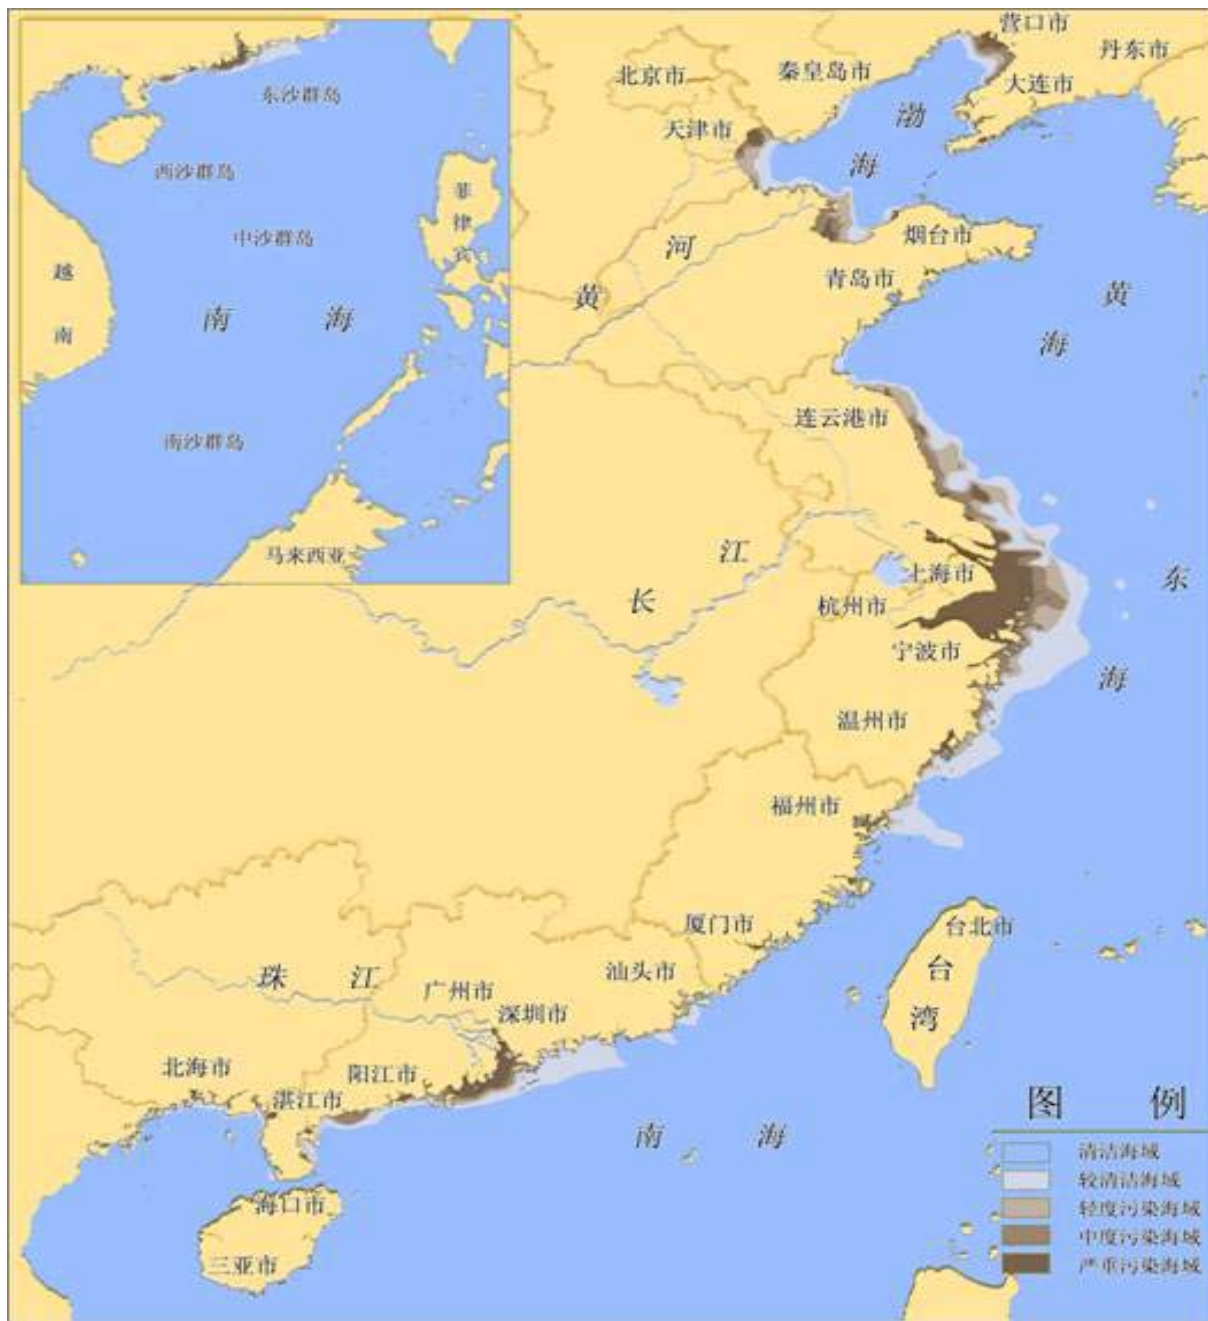 东沙群岛
西沙群岛
中沙群岛
菲律宾
越南
南海
南沙群岛
马来西亚
营口市
丹东市
北京市
秦皇岛市
大连市
天津市
渤海
烟台市
黄河
青岛市
黄海
连云港市
长江
上海市
东海
杭州市
宁波市
温州市
福州市
厦门市
台北市
台湾
珠江
汕头市
广州市
深圳市
北海市
阳江市
湛江市
南海
海口市
三亚市
图例
清洁海域
较清洁海域
轻度污染海域
中度污染海域
严重污染海域